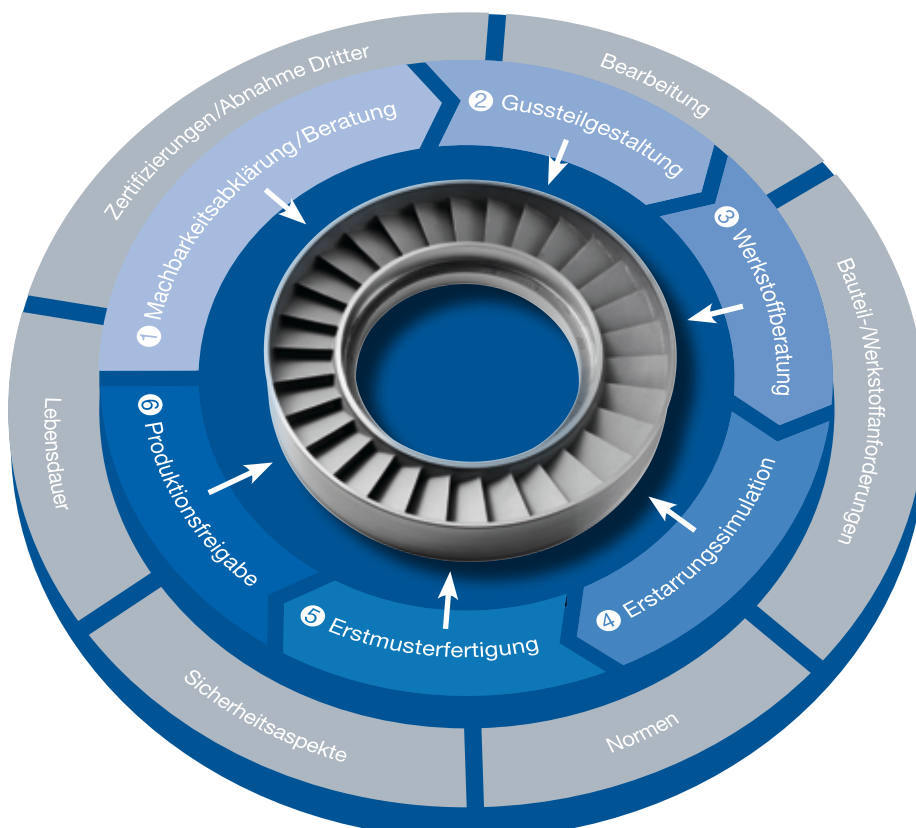 Zertifizierungen/Abnahme Dritter
Bearbeitung
Bauteil-/Werkstoffanforderungen
Normen
Sicherheitsaspekte
Lebensdauer
1 Machbarkeitsabklärung/Beratung
2 Gussteilgestaltung
3 Werkstoffberatung
4 Erstarrungssimulation
5 Erstmusterfertigung
6 Produktionsfreigabe